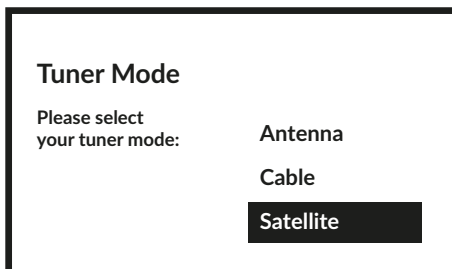 Tuner Mode
Please select
your tuner mode:
Antenna
Cable
Satellite